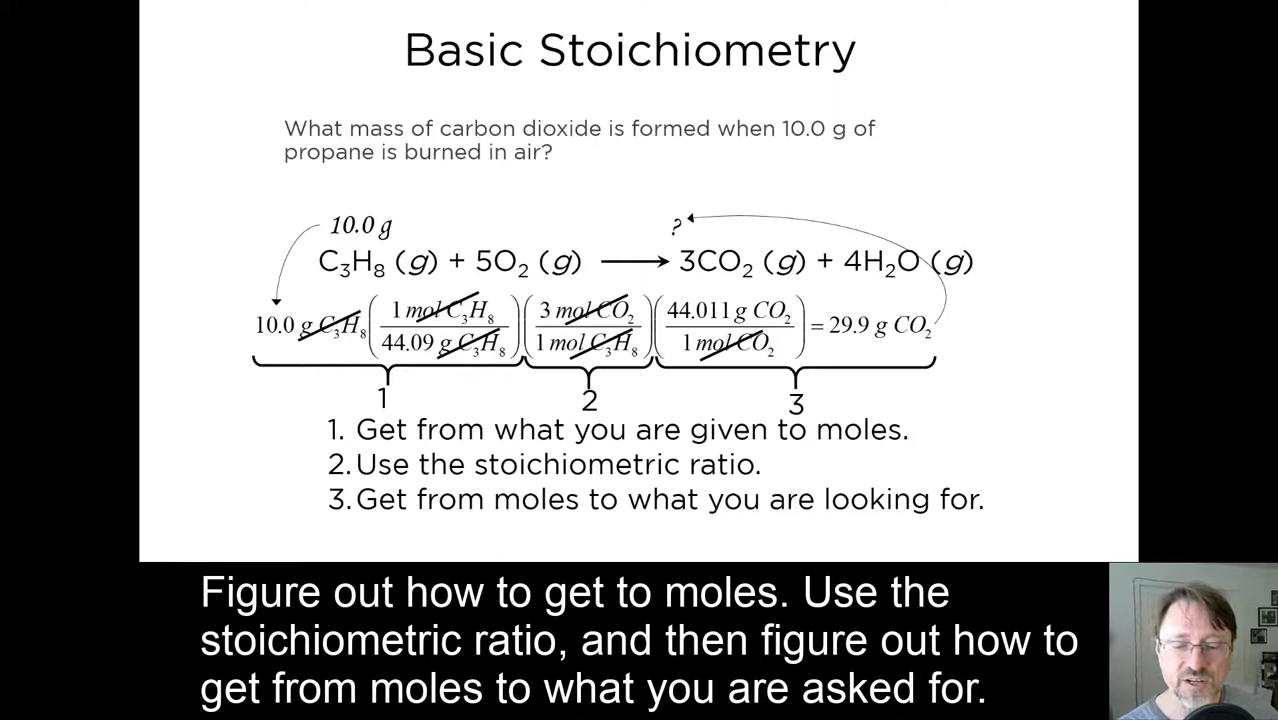 Basic Stoichiometry
What mass of carbon dioxide is formed when 10.0 g of
propane is burned in air?
10.0 g ?
C₃H₈ (g) + 5O₂ (g) ⟶ 3CO₂ (g) + 4H₂O (g)
10.0 g C₃H₈ (1 mol C₃H₈ / 44.09 g C₃H₈) (3 mol CO₂ / 1 mol C₃H₈) (44.011 g CO₂ / 1 mol CO₂) = 29.9 g CO₂
1 2 3
1. Get from what you are given to moles.
2. Use the stoichiometric ratio.
3. Get from moles to what you are looking for.
Figure out how to get to moles. Use the
stoichiometric ratio, and then figure out how to
get from moles to what you are asked for.